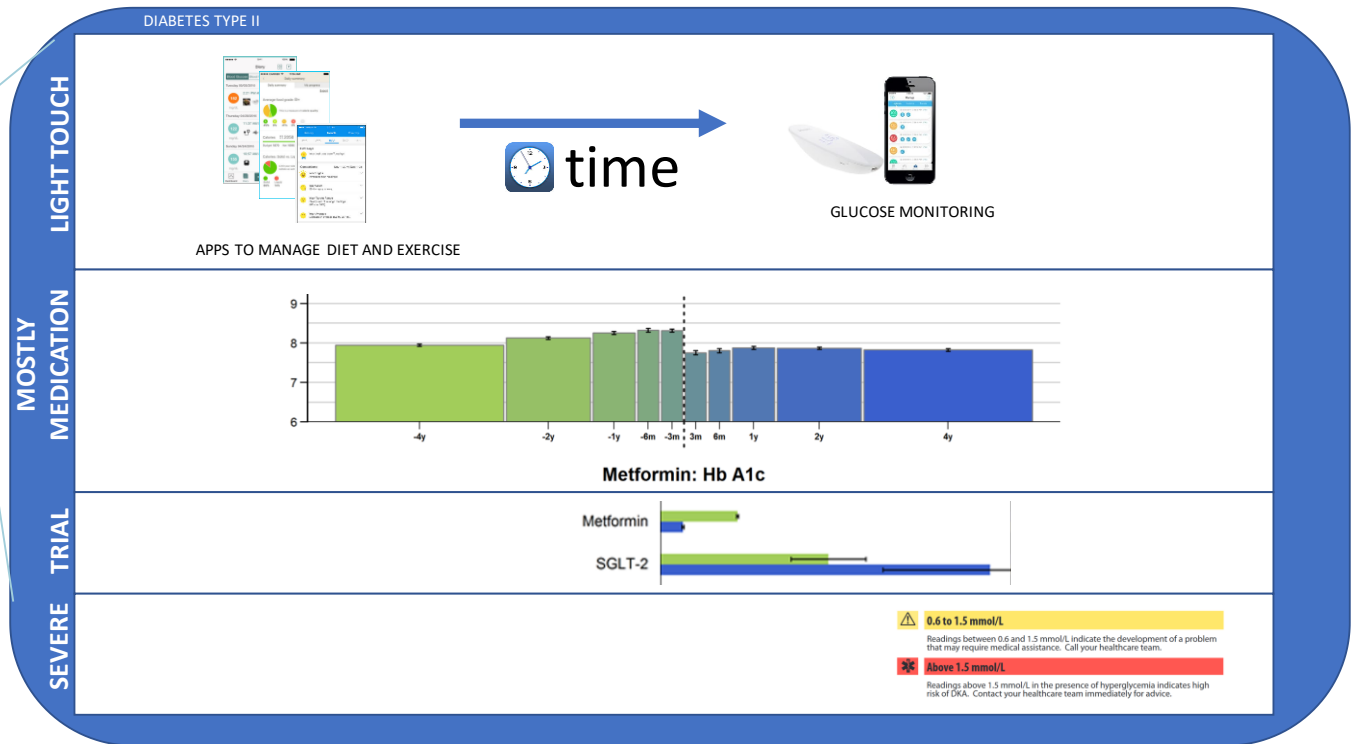 DIABETES TYPE II
LIGHT TOUCH
time
GLUCOSE MONITORING
APPS TO MANAGE DIET AND EXERCISE
MOSTLY
MEDICATION
9
8
7
6
-4y -2y -1y -6m -3m 3m 6m 1y 2y 4y
Metformin: Hb A1c
TRIAL
Metformin
SGLT-2
SEVERE
0.6 to 1.5 mmol/L
Readings between 0.6 and 1.5 mmol/L indicate the development of a problem
that may require medical assistance. Call your healthcare team.
Above 1.5 mmol/L
Readings above 1.5 mmol/L in the presence of hyperglycemia indicates high
risk of DKA. Contact your healthcare team immediately for advice.